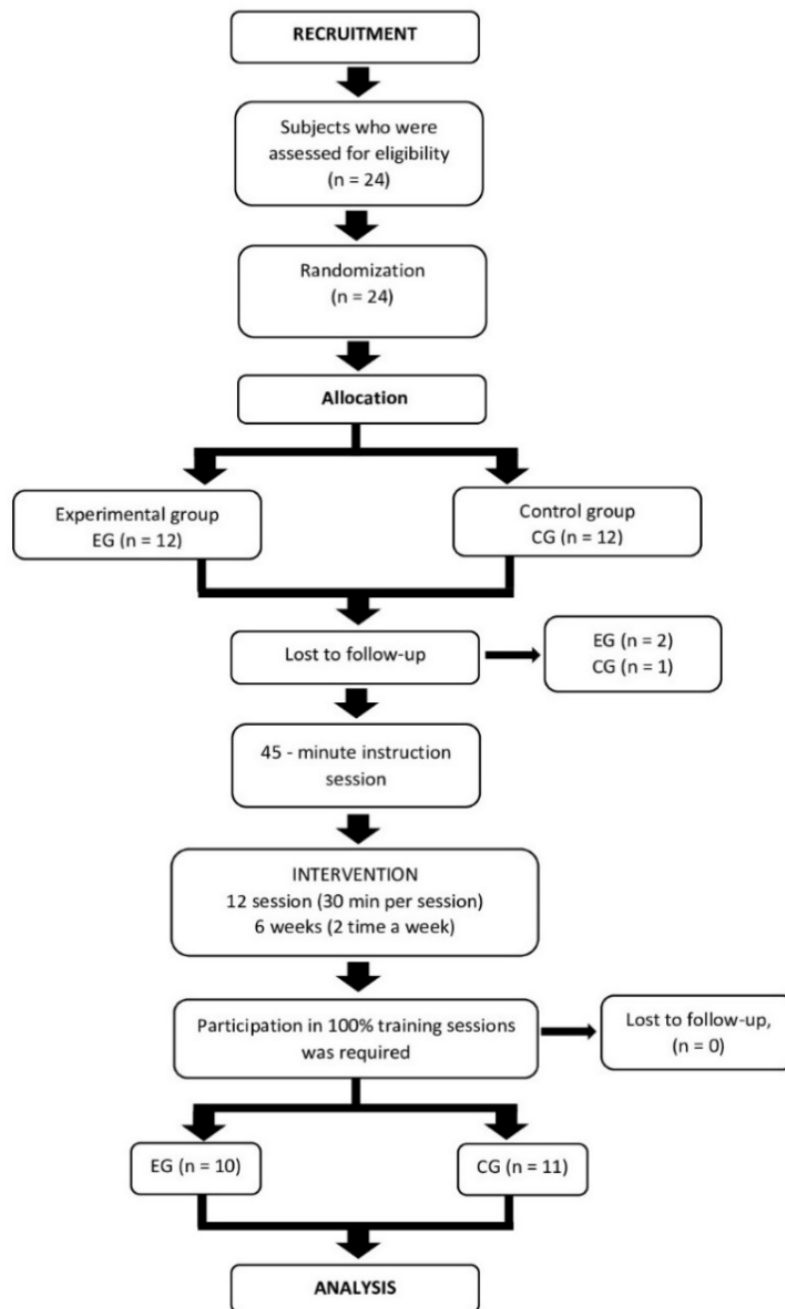 RECRUITMENT
Subjects who were
assessed for eligibility
(n = 24)
Randomization
(n = 24)
Allocation
Experimental group
EG (n = 12)
Control group
CG (n = 12)
Lost to follow-up
EG (n = 2)
CG (n = 1)
45 - minute instruction
session
INTERVENTION
12 session (30 min per session)
6 weeks (2 time a week)
Participation in 100% training sessions
was required
Lost to follow-up,
(n = 0)
EG (n = 10)
CG (n = 11)
ANALYSIS